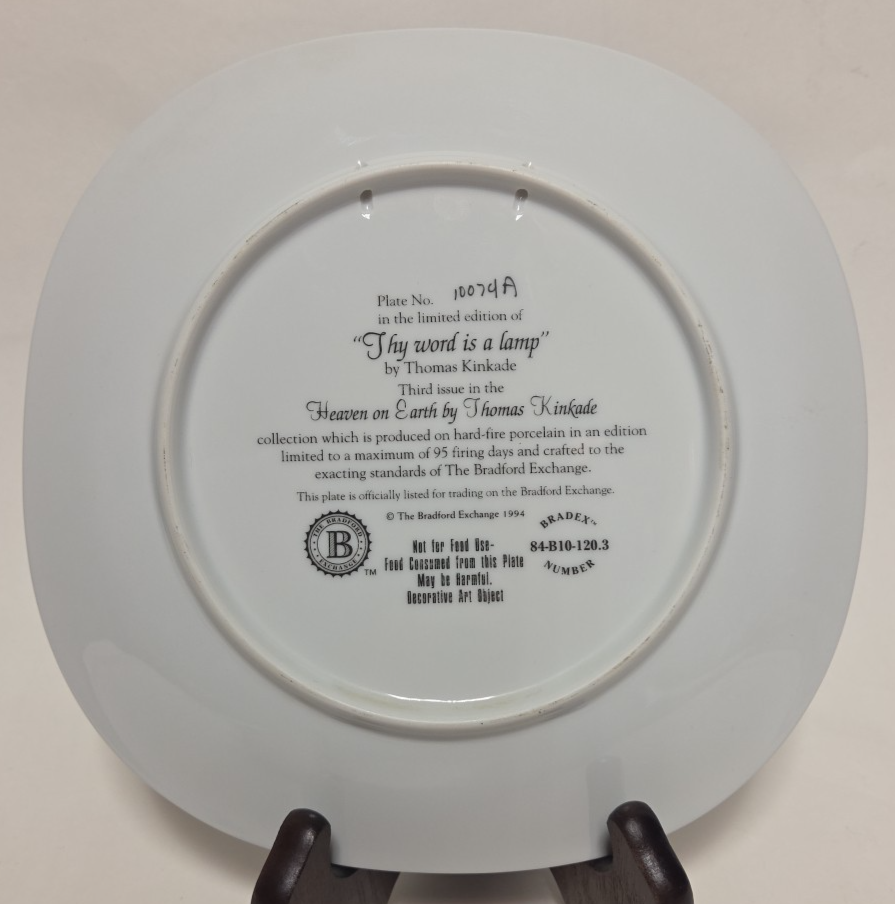 Plate No. 10074A
in the limited edition of
"Thy word is a lamp"
by Thomas Kinkade
Third issue in the
Heaven on Earth by Thomas Kinkade
collection which is produced on hard-fire porcelain in an edition
limited to a maximum of 95 firing days and crafted to the
exacting standards of The Bradford Exchange.
This plate is officially listed for trading on the Bradford Exchange.
© The Bradford Exchange 1994
THE BRADFORD
B
EXCHANGE
TM
Not for Food Use-
Food Consumed from this Plate
May be Harmful.
Decorative Art Object
BRADEX™
84-B10-120.3
NUMBER